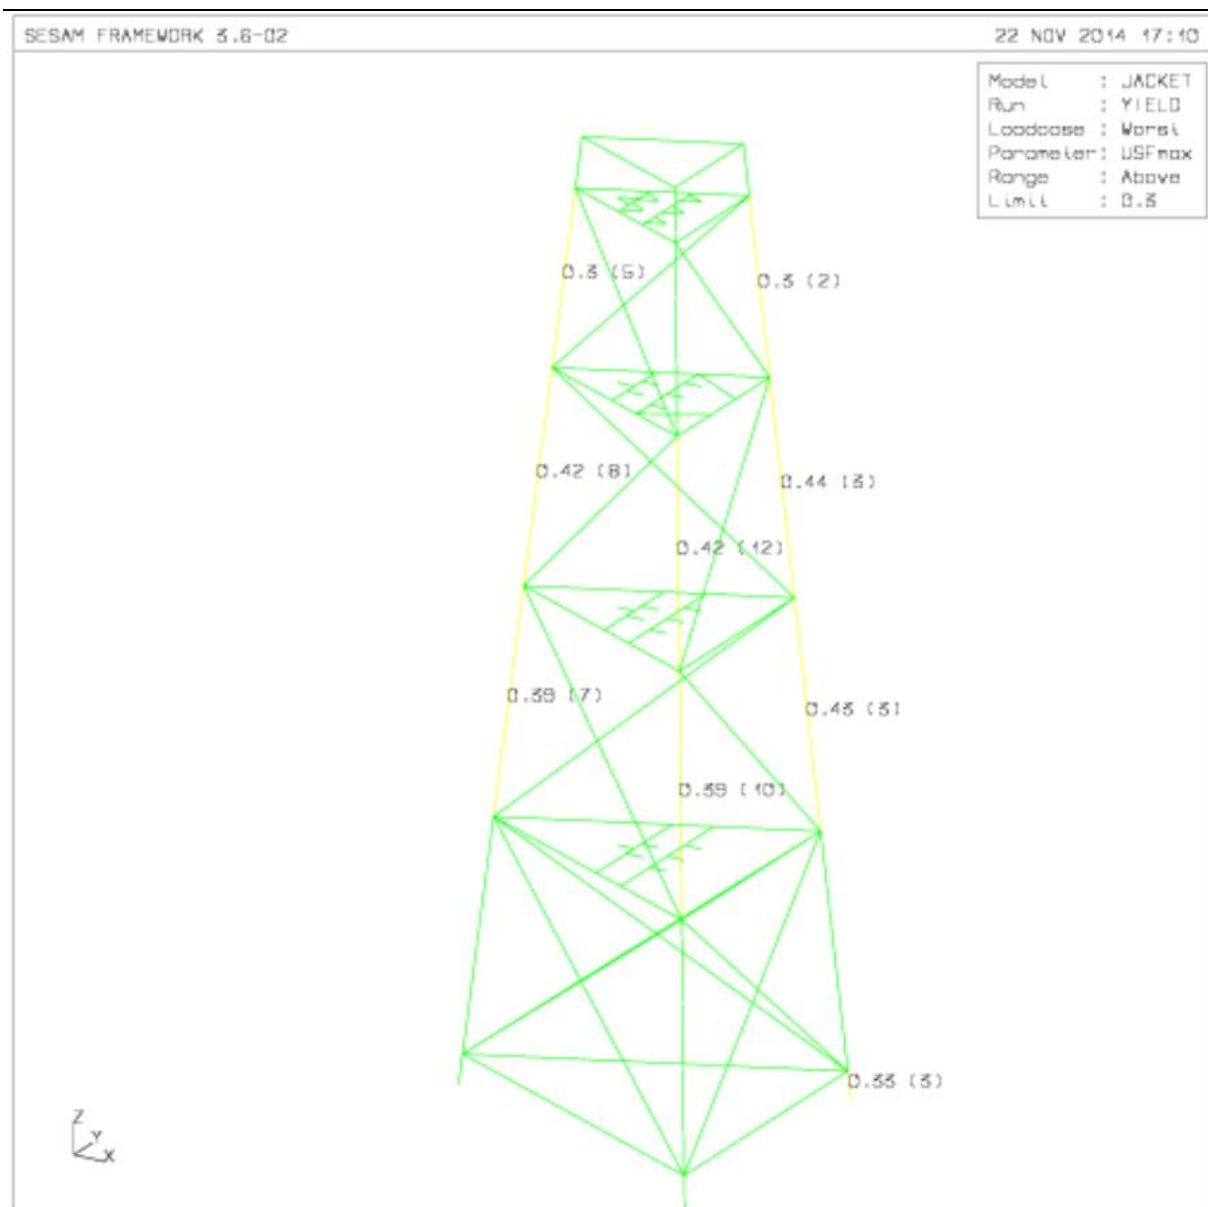 SESAM FRAMEWORK 3.6-02
22 NOV 2014 17:10
Model : JACKET
Run : YIELD
Loadcase : Worst
Parameter: USFmax
Range : Above
Limit : 0.3
0.3 (5)
0.3 (2)
0.42 (8)
0.44 (3)
0.42 (12)
0.39 (7)
0.43 (3)
0.39 (10)
0.33 (3)
Z
Y
X